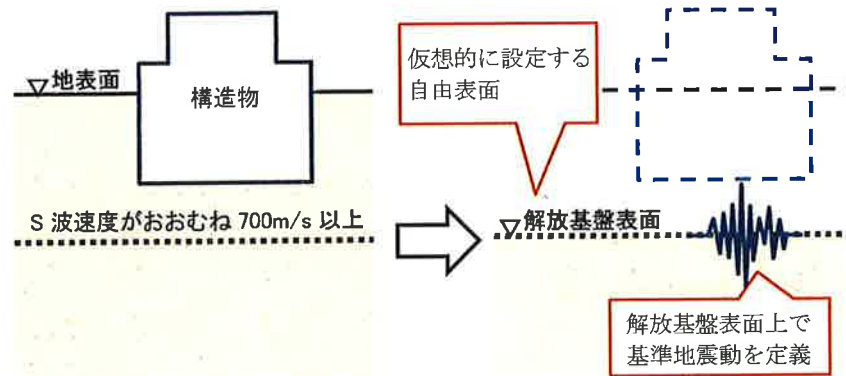 ▽地表面
構造物
S 波速度がおおむね 700m/s 以上
仮想的に設定する
自由表面
▽解放基盤表面
解放基盤表面上で
基準地震動を定義